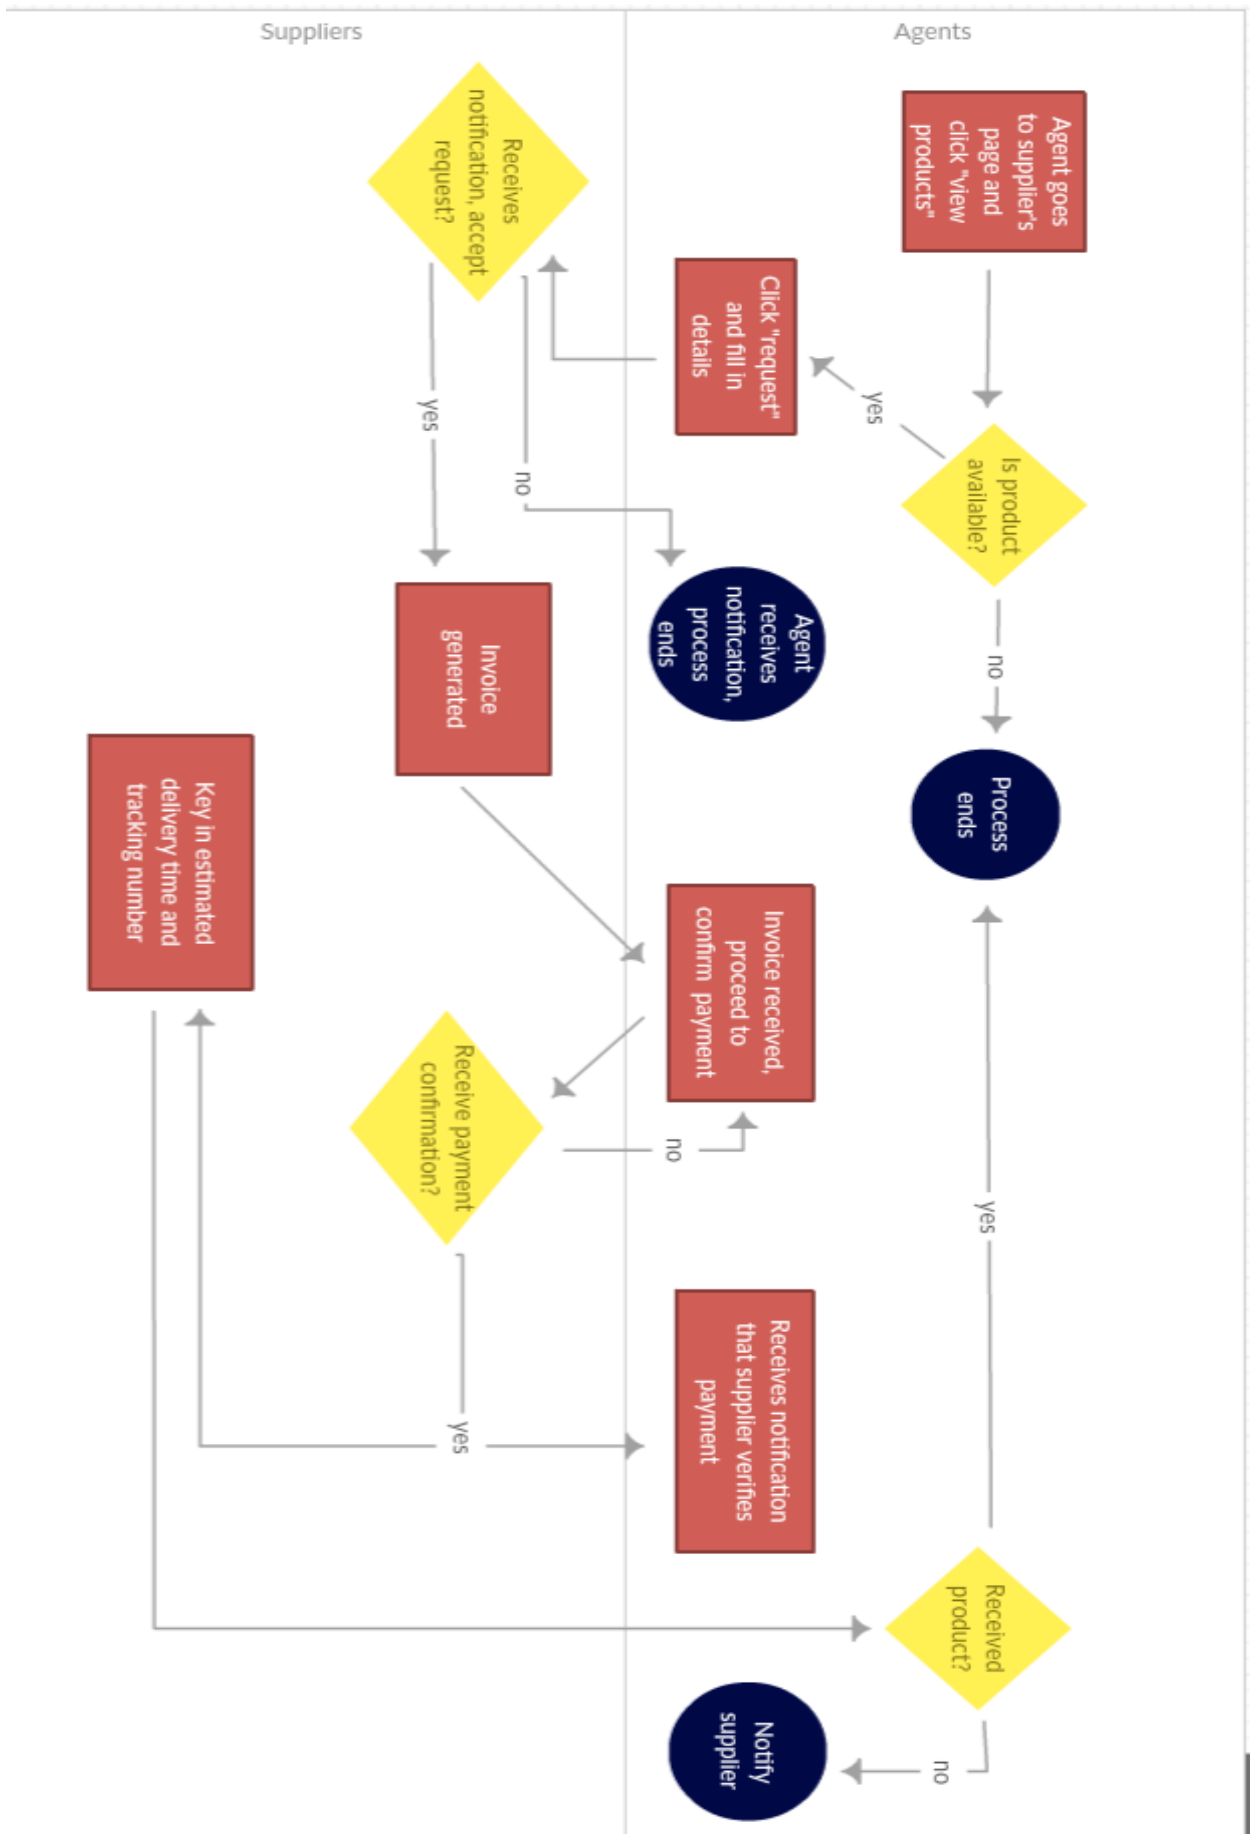 Suppliers
Agents
Agent goes
to supplier's
page and
click "view
products"
Is product
available?
yes
no
Process
ends
Click "request"
and fill in
details
Receives
notification, accept
request?
yes
no
Agent
receives
notification,
process
ends
Invoice
generated
Invoice received,
proceed to
confirm payment
Receive payment
confirmation?
no
yes
Receives notification
that supplier verifies
payment
Key in estimated
delivery time and
tracking number
Received
product?
yes
no
Notify
supplier